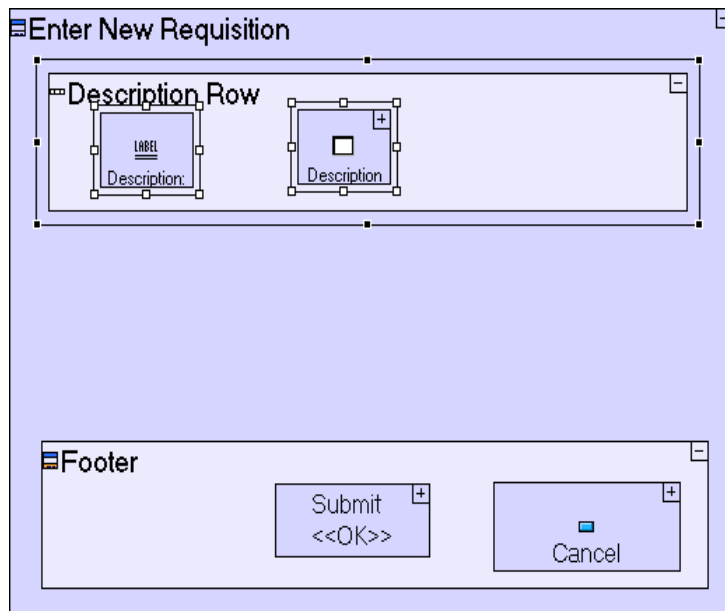 Enter New Requisition
Description Row
LABEL
Description:
Description
Footer
Submit
<<OK>>
Cancel